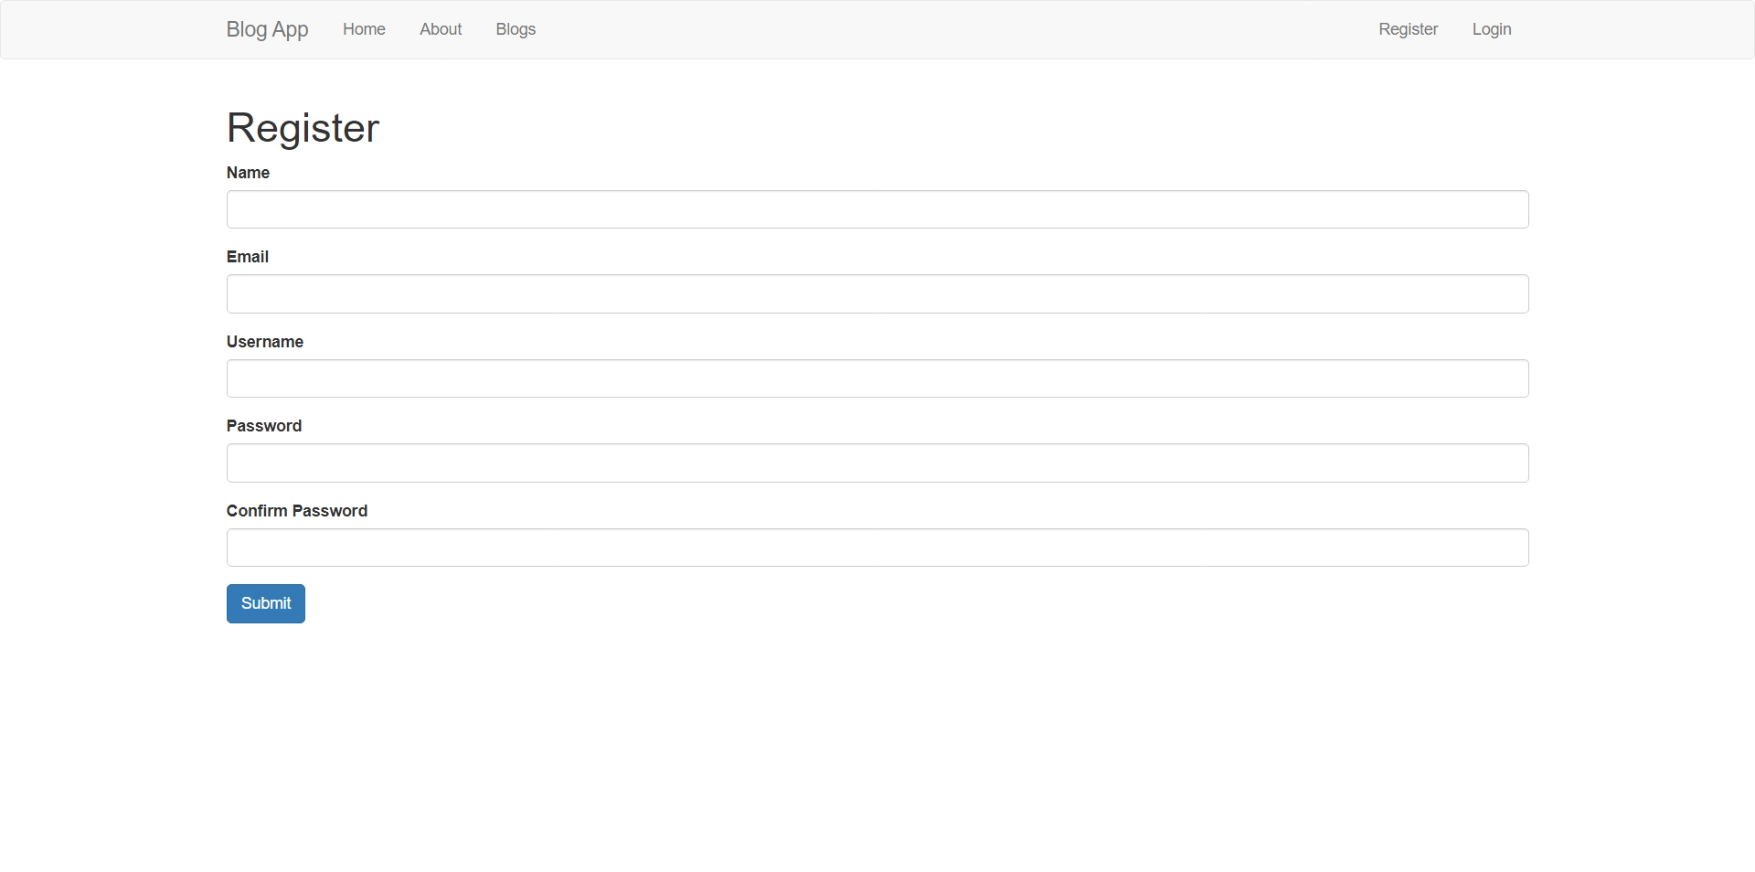 Blog App Home About Blogs Register Login
Register
Name
Email
Username
Password
Confirm Password
Submit